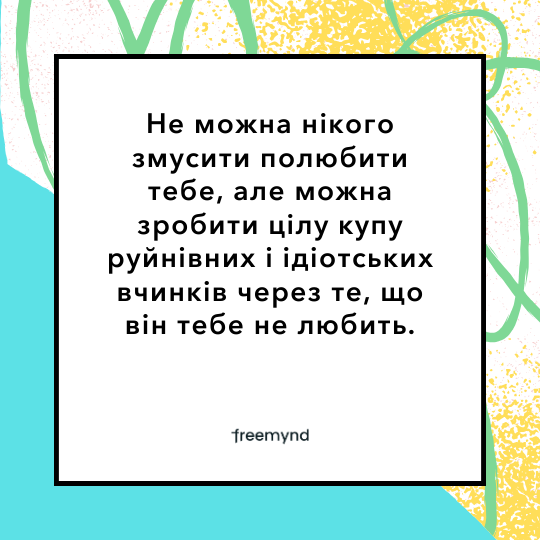 Не можна нікого
змусити полюбити
тебе, але можна
зробити цілу купу
руйнівних і ідіотських
вчинків через те, що
він тебе не любить.
freemynd